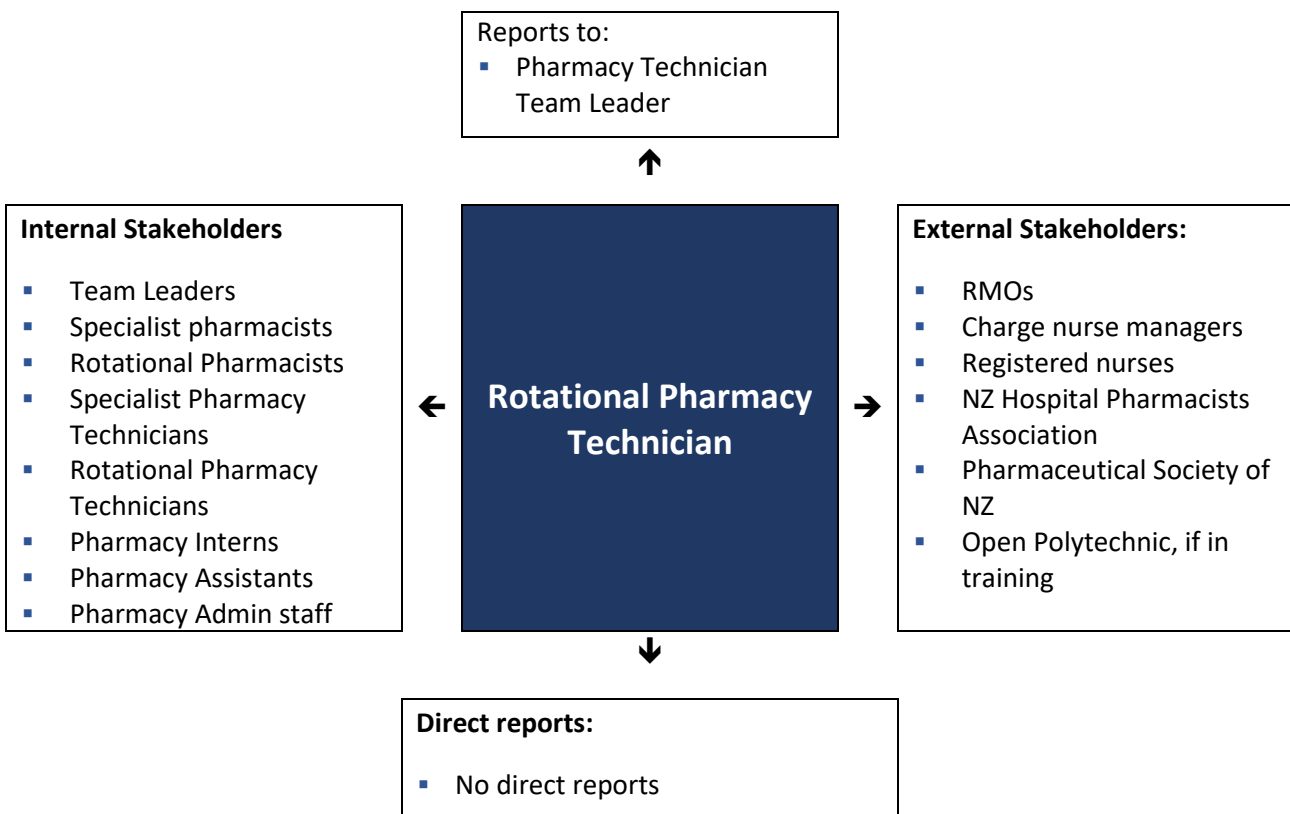 Reports to:
▪ Pharmacy Technician
Team Leader
Internal Stakeholders
▪ Team Leaders
▪ Specialist pharmacists
▪ Rotational Pharmacists
▪ Specialist Pharmacy
Technicians
▪ Rotational Pharmacy
Technicians
▪ Pharmacy Interns
▪ Pharmacy Assistants
▪ Pharmacy Admin staff
Rotational Pharmacy
Technician
External Stakeholders:
▪ RMOs
▪ Charge nurse managers
▪ Registered nurses
▪ NZ Hospital Pharmacists
Association
▪ Pharmaceutical Society of
NZ
▪ Open Polytechnic, if in
training
Direct reports:
▪ No direct reports